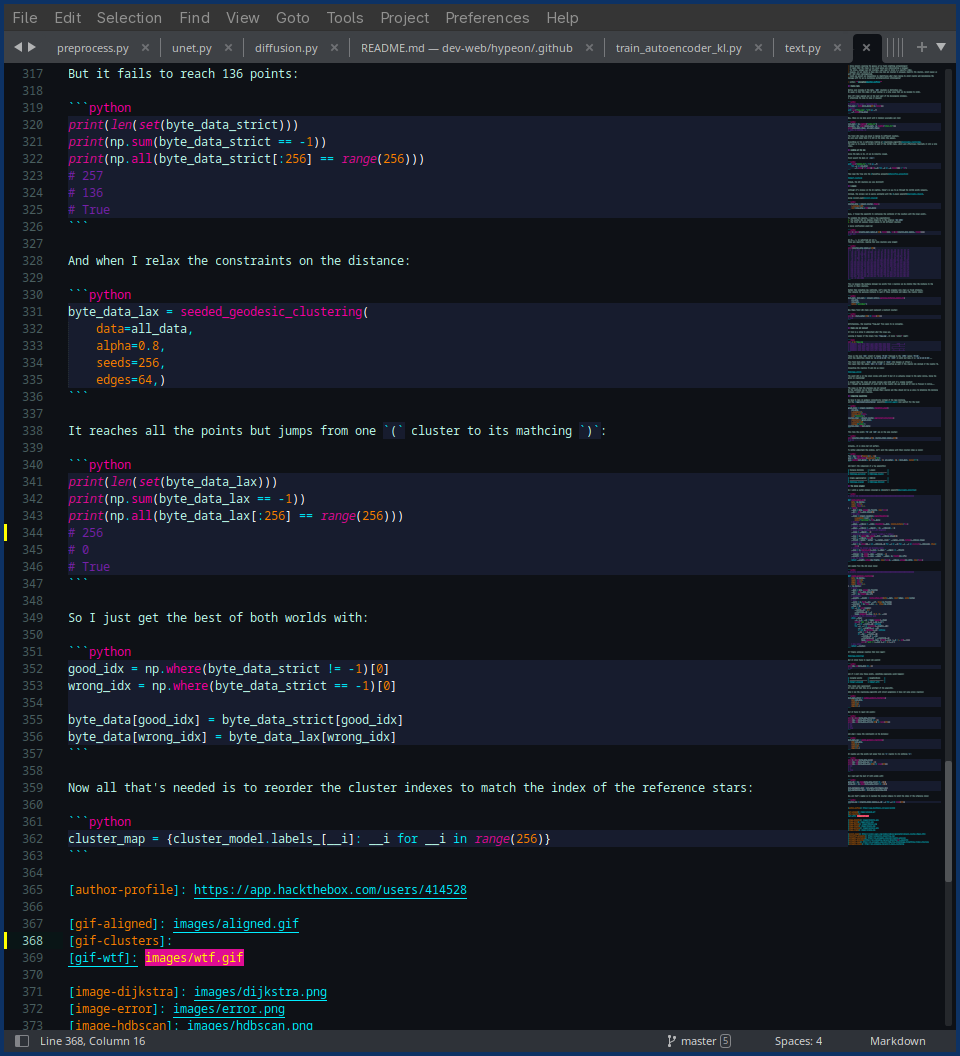 File Edit Selection Find View Goto Tools Project Preferences Help
preprocess.py × unet.py × diffusion.py × README.md — dev-web/hypeon/.github × train_autoencoder_kl.py × text.py × ×
317 But it fails to reach 136 points:
318
319 ```python
320 print(len(set(byte_data_strict)))
321 print(np.sum(byte_data_strict == -1))
322 print(np.all(byte_data_strict[:256] == range(256)))
323 # 257
324 # 136
325 # True
326 ```
327
328 And when I relax the constraints on the distance:
329
330 ```python
331 byte_data_lax = seeded_geodesic_clustering(
332     data=all_data,
333     alpha=0.8,
334     seeds=256,
335     edges=64,)
336 ```
337
338 It reaches all the points but jumps from one `(` cluster to its mathcing `)`:
339
340 ```python
341 print(len(set(byte_data_lax)))
342 print(np.sum(byte_data_lax == -1))
343 print(np.all(byte_data_lax[:256] == range(256)))
344 # 256
345 # 0
346 # True
347 ```
348
349 So I just get the best of both worlds with:
350
351 ```python
352 good_idx = np.where(byte_data_strict != -1)[0]
353 wrong_idx = np.where(byte_data_strict == -1)[0]
354
355 byte_data[good_idx] = byte_data_strict[good_idx]
356 byte_data[wrong_idx] = byte_data_lax[wrong_idx]
357 ```
358
359 Now all that's needed is to reorder the cluster indexes to match the index of the reference stars:
360
361 ```python
362 cluster_map = {cluster_model.labels_[__i]: __i for __i in range(256)}
363 ```
364
365 [author-profile]: https://app.hackthebox.com/users/414528
366
367 [gif-aligned]: images/aligned.gif
368 [gif-clusters]:
369 [gif-wtf]: images/wtf.gif
370
371 [image-dijkstra]: images/dijkstra.png
372 [image-error]: images/error.png
373 [image-hdbscan]: images/hdbscan.png
Line 368, Column 16 master 5 Spaces: 4 Markdown